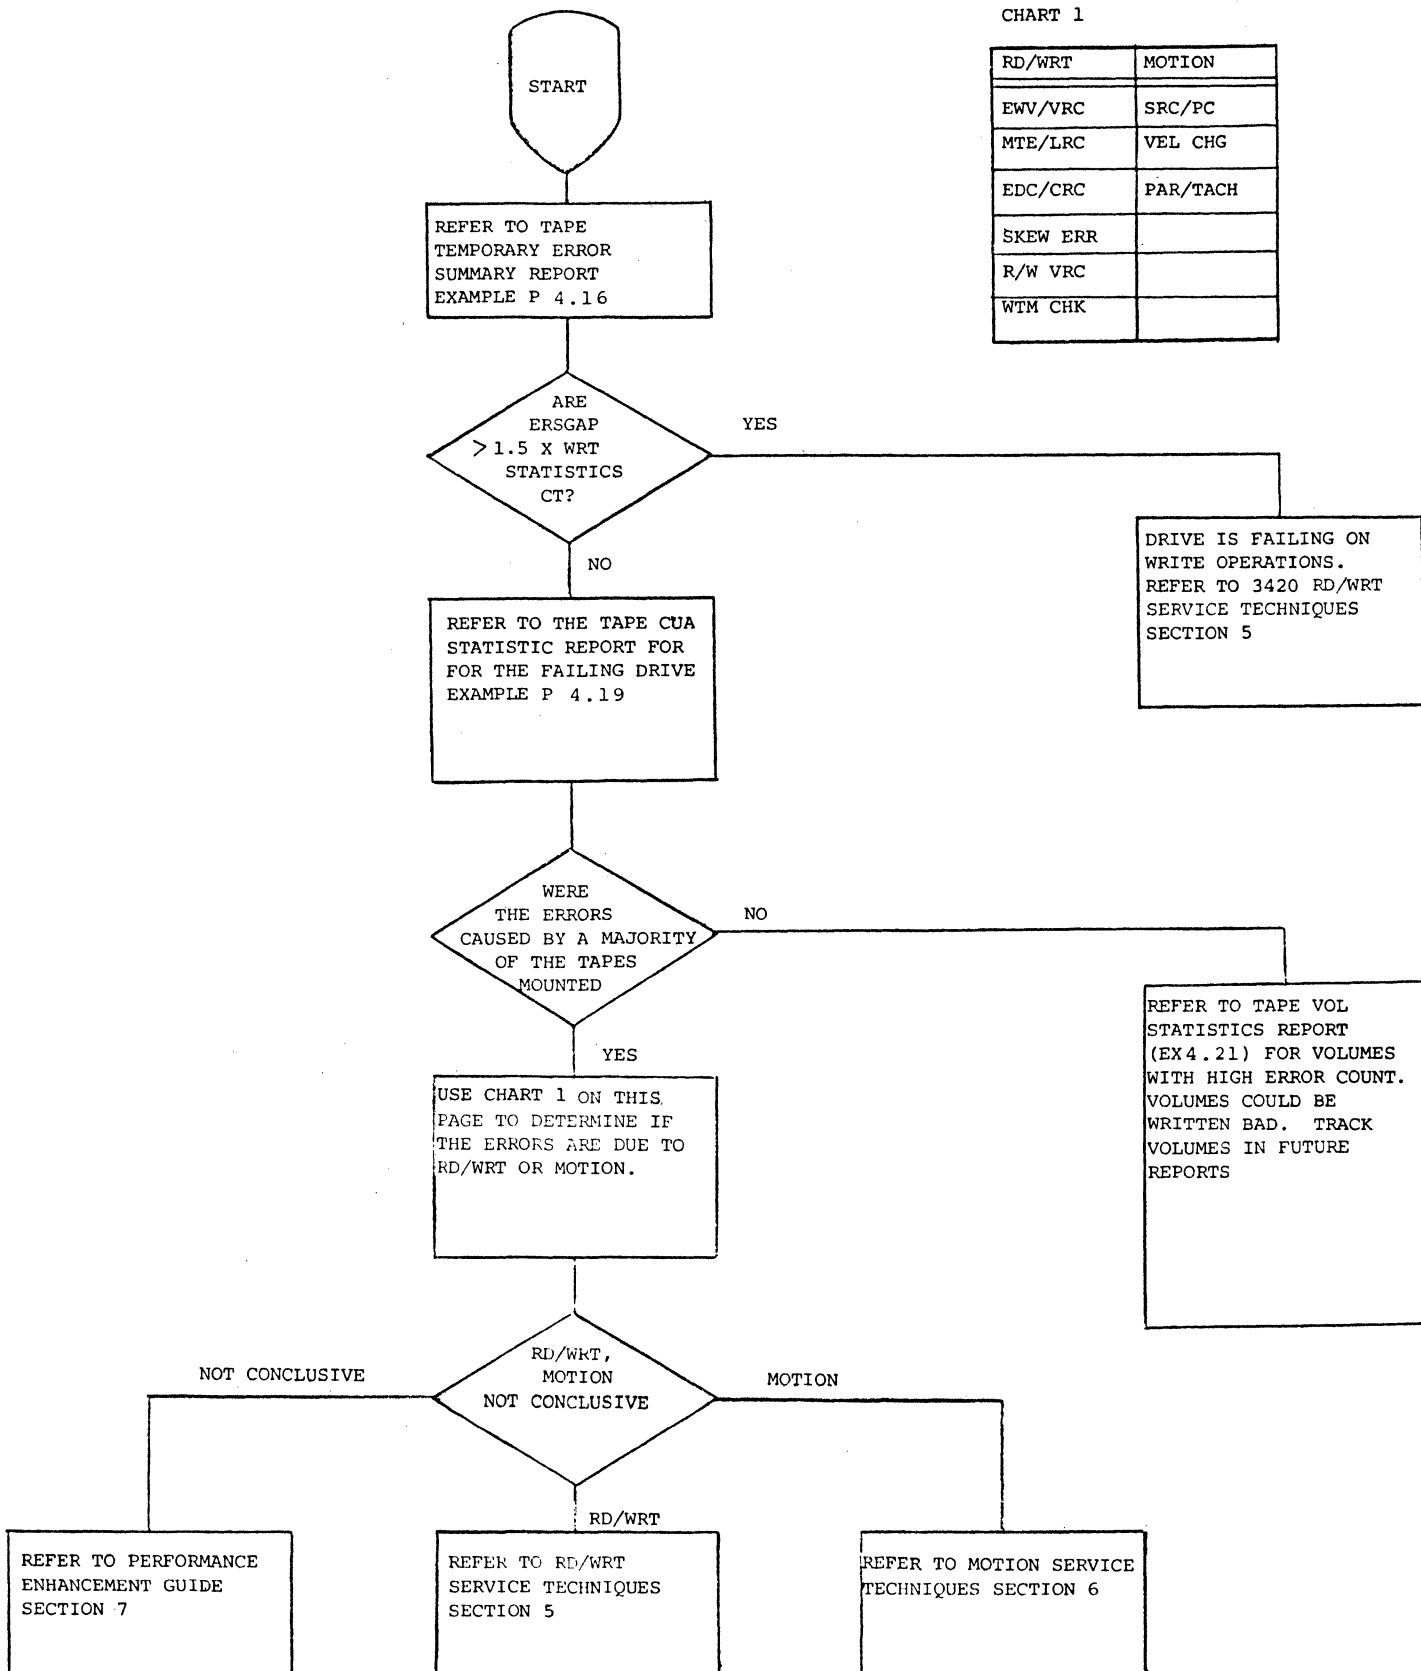 CHART 1
RD/WRT MOTION
EWV/VRC SRC/PC
MTE/LRC VEL CHG
EDC/CRC PAR/TACH
SKEW ERR
R/W VRC
WTM CHK
START
REFER TO TAPE
TEMPORARY ERROR
SUMMARY REPORT
EXAMPLE P 4.16
ARE
ERSGAP
> 1.5 X WRT
STATISTICS
CT?
YES
NO
DRIVE IS FAILING ON
WRITE OPERATIONS.
REFER TO 3420 RD/WRT
SERVICE TECHNIQUES
SECTION 5
REFER TO THE TAPE CUA
STATISTIC REPORT FOR
FOR THE FAILING DRIVE
EXAMPLE P 4.19
WERE
THE ERRORS
CAUSED BY A MAJORITY
OF THE TAPES
MOUNTED
NO
YES
REFER TO TAPE VOL
STATISTICS REPORT
(EX4.21) FOR VOLUMES
WITH HIGH ERROR COUNT.
VOLUMES COULD BE
WRITTEN BAD. TRACK
VOLUMES IN FUTURE
REPORTS
USE CHART 1 ON THIS
PAGE TO DETERMINE IF
THE ERRORS ARE DUE TO
RD/WRT OR MOTION.
RD/WRT,
MOTION
NOT CONCLUSIVE
NOT CONCLUSIVE
MOTION
RD/WRT
REFER TO PERFORMANCE
ENHANCEMENT GUIDE
SECTION 7
REFER TO RD/WRT
SERVICE TECHNIQUES
SECTION 5
REFER TO MOTION SERVICE
TECHNIQUES SECTION 6